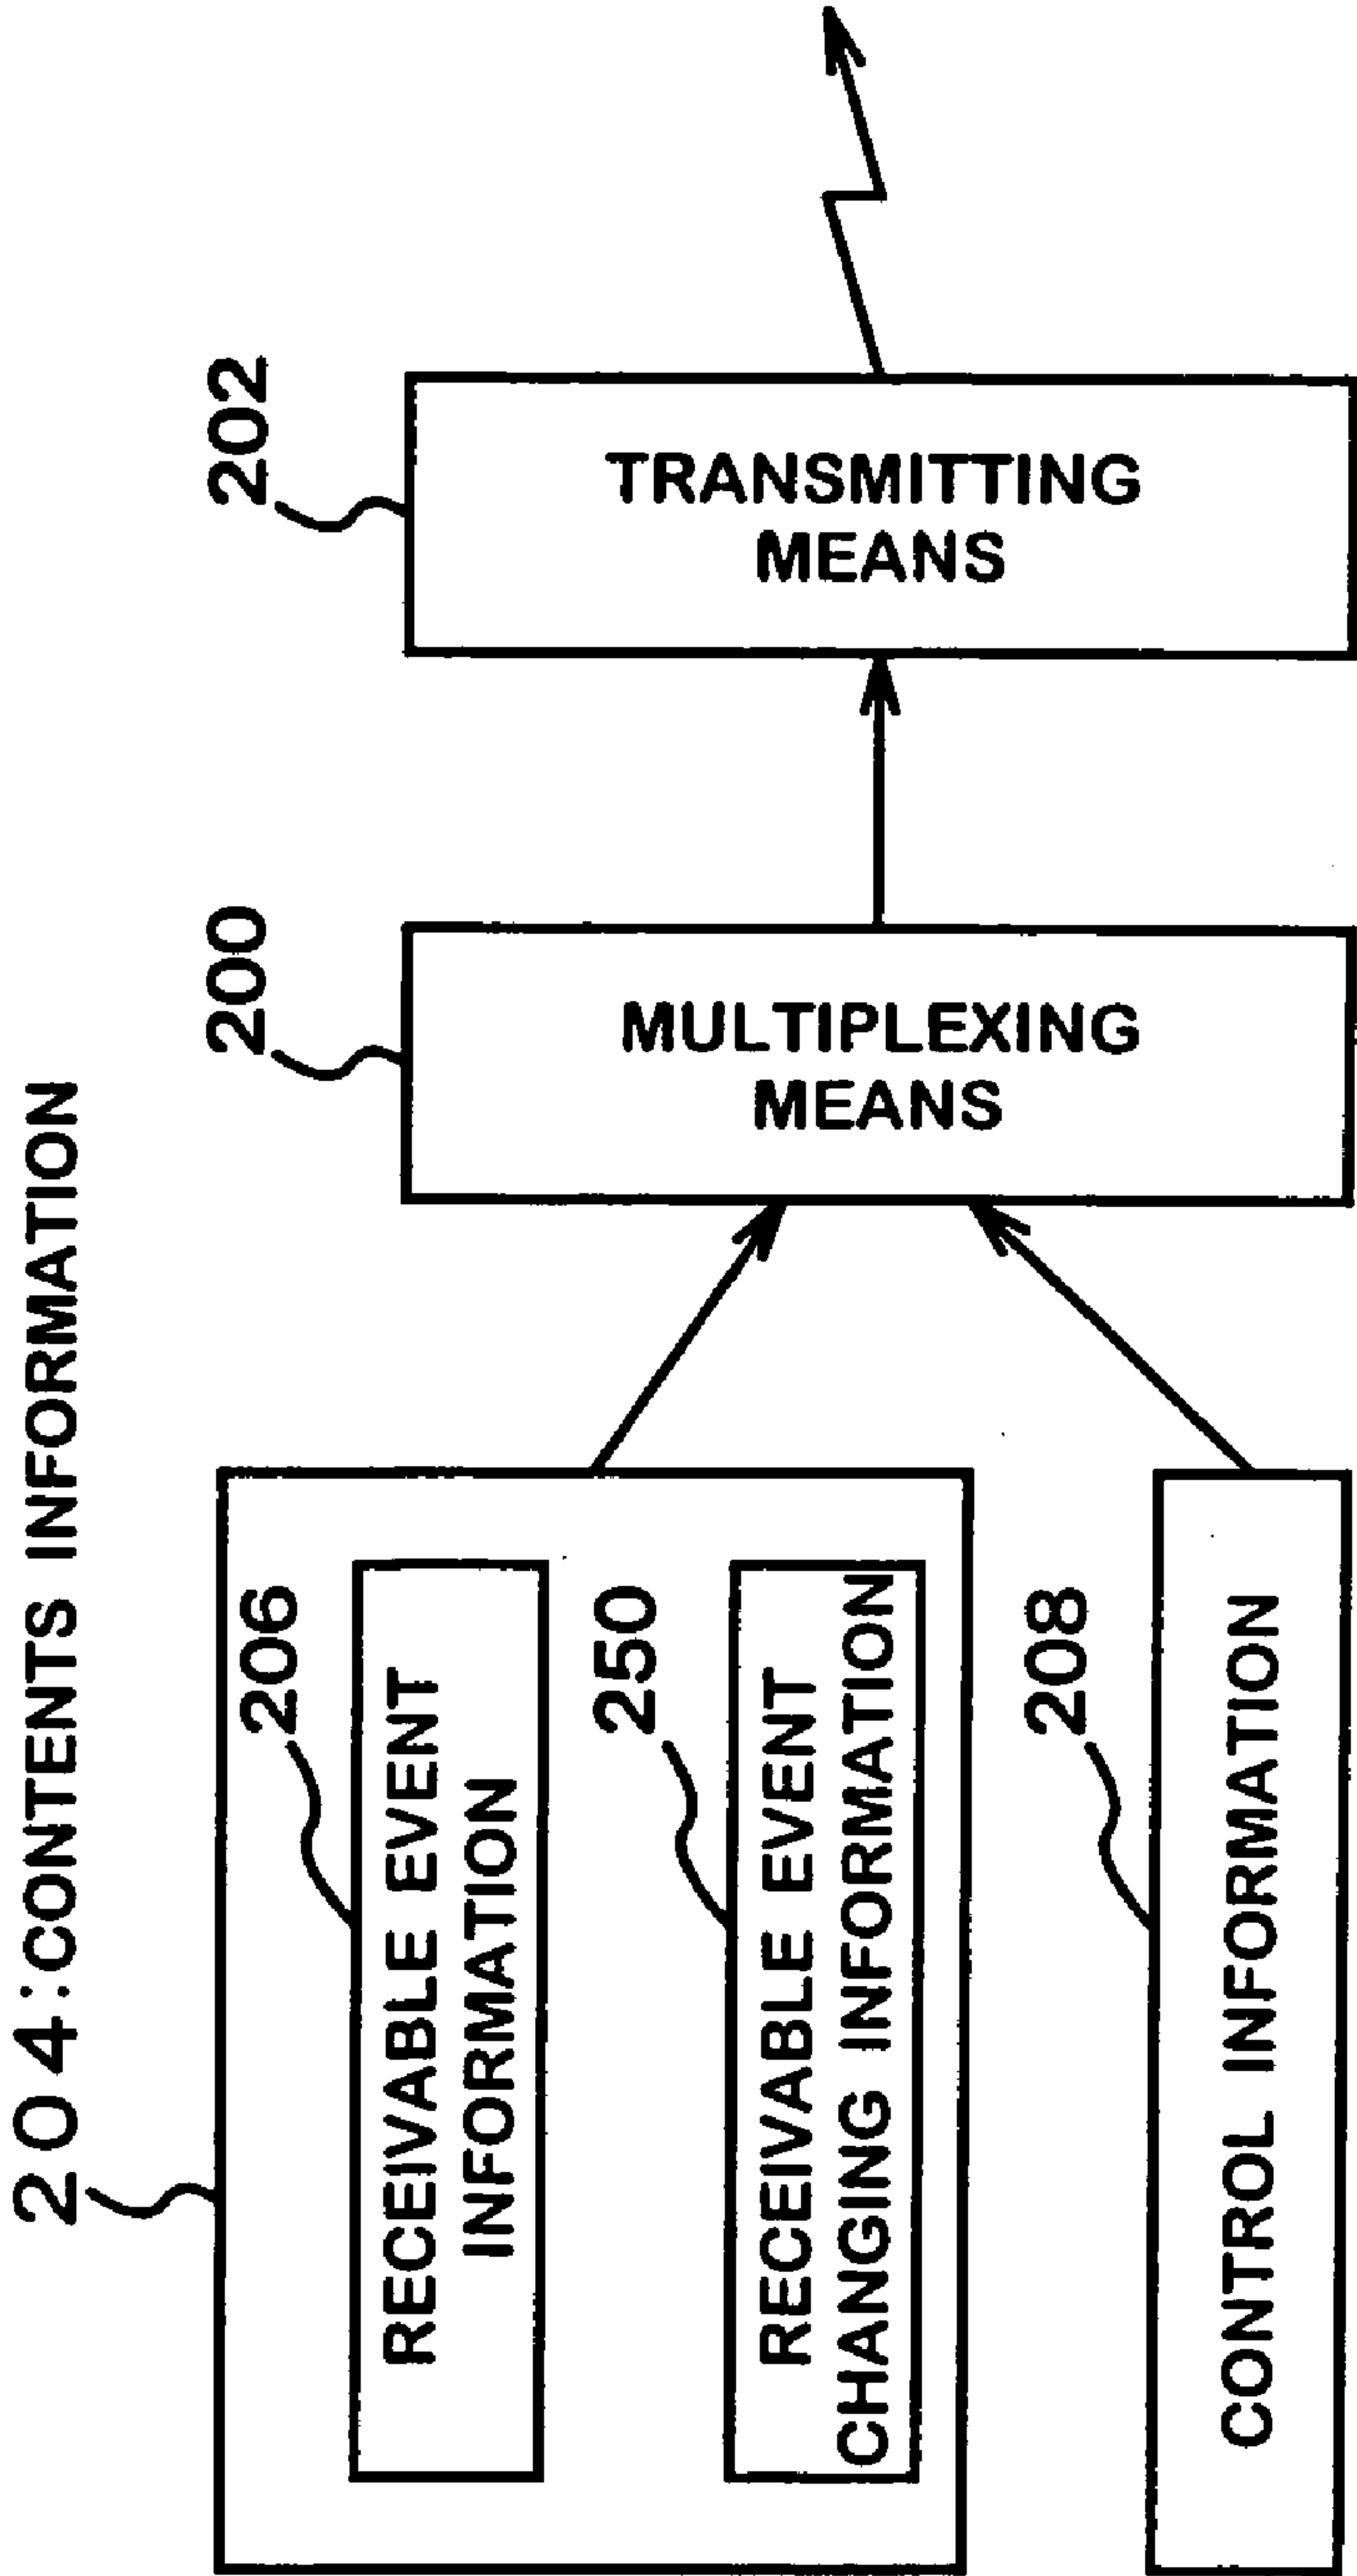 204:CONTENTS INFORMATION
206
RECEIVABLE EVENT
INFORMATION
250
RECEIVABLE EVENT
CHANGING INFORMATION
208
CONTROL INFORMATION
200
MULTIPLEXING
MEANS
202
TRANSMITTING
MEANS